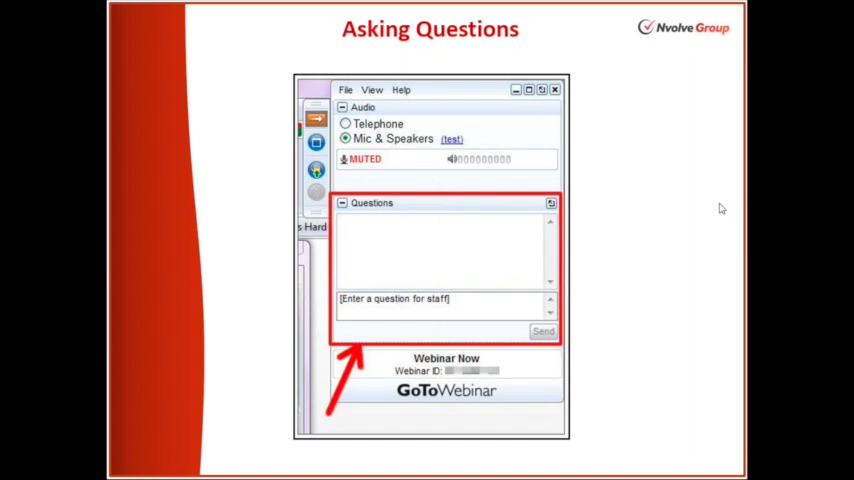 Asking Questions
Nvolve Group
File View Help
Audio
Telephone
Mic & Speakers (test)
MUTED
Questions
s Hard
[Enter a question for staff]
Send
Webinar Now
Webinar ID:
GoToWebinar